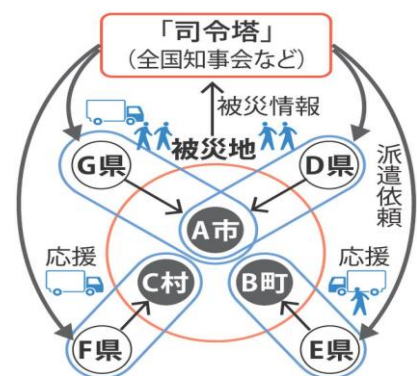 「司令塔」
(全国知事会など)
被災情報
被災地
G県
D県
派遣依頼
A市
応援
C村
B町
応援
F県
E県